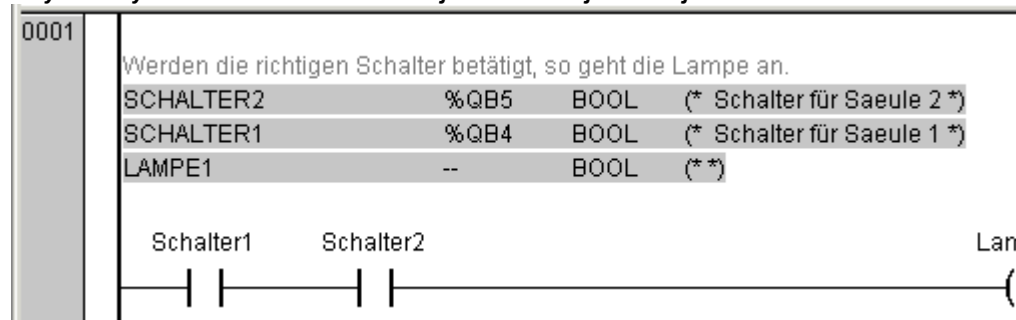 0001
Werden die richtigen Schalter betätigt, so geht die Lampe an.
SCHALTER2 %QB5 BOOL (* Schalter für Saeule 2 *)
SCHALTER1 %QB4 BOOL (* Schalter für Saeule 1 *)
LAMPE1 -- BOOL (* *)
Schalter1 Schalter2